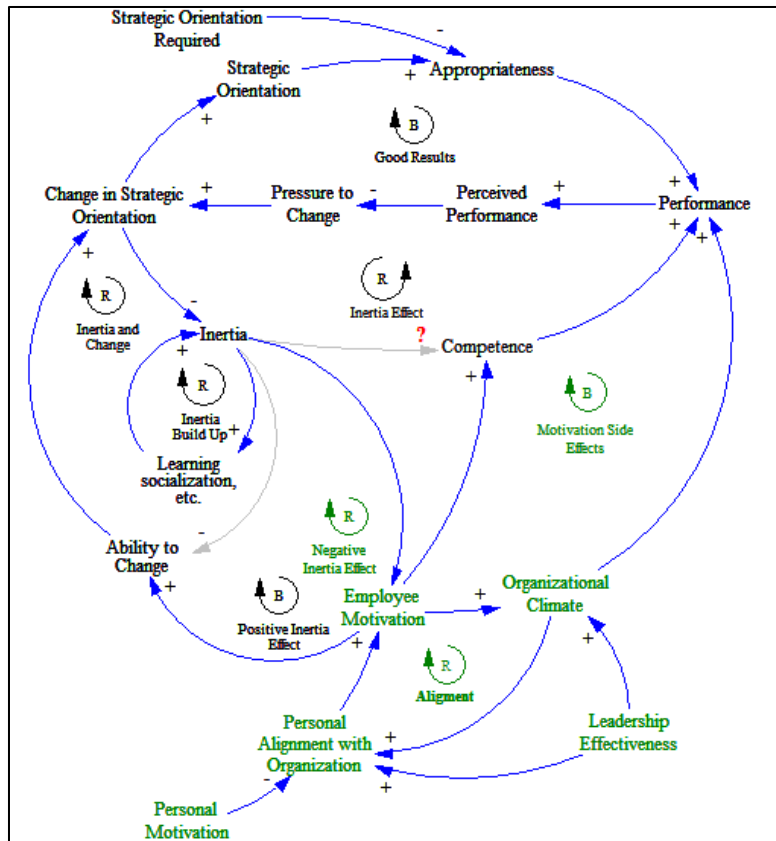 Strategic Orientation
Required
-
Strategic
Orientation
+
Appropriateness
+
B
Good Results
Change in Strategic
Orientation
+
Pressure to
Change
-
Perceived
Performance
+
+
Performance
+
+
+
R
Inertia and
Change
-
R
Inertia Effect
Inertia
?
Competence
+
+
R
Inertia
Build Up
+
B
Motivation Side
Effects
Learning
socialization,
etc.
-
R
Negative
Inertia Effect
Ability to
Change
+
B
Positive Inertia
Effect
Employee
Motivation
+
+
Organizational
Climate
+
R
Aligment
Personal
Alignment with
Organization
+
-
+
Leadership
Effectiveness
Personal
Motivation